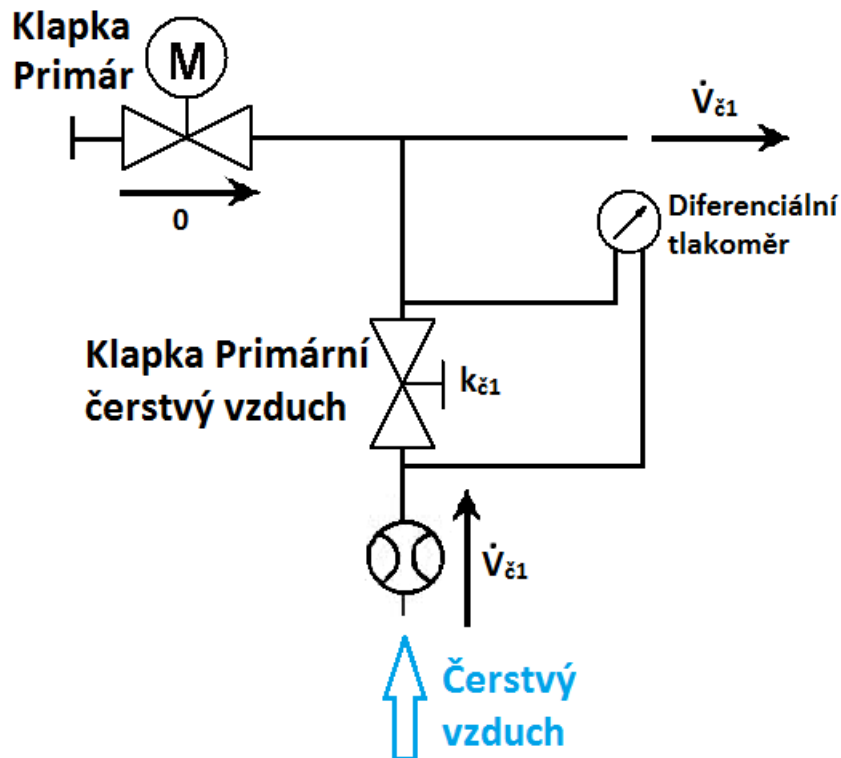 Klapka
Primár
M
V̇č1
0
Diferenciální
tlakoměr
Klapka Primární
čerstvý vzduch
kč1
V̇č1
Čerstvý
vzduch